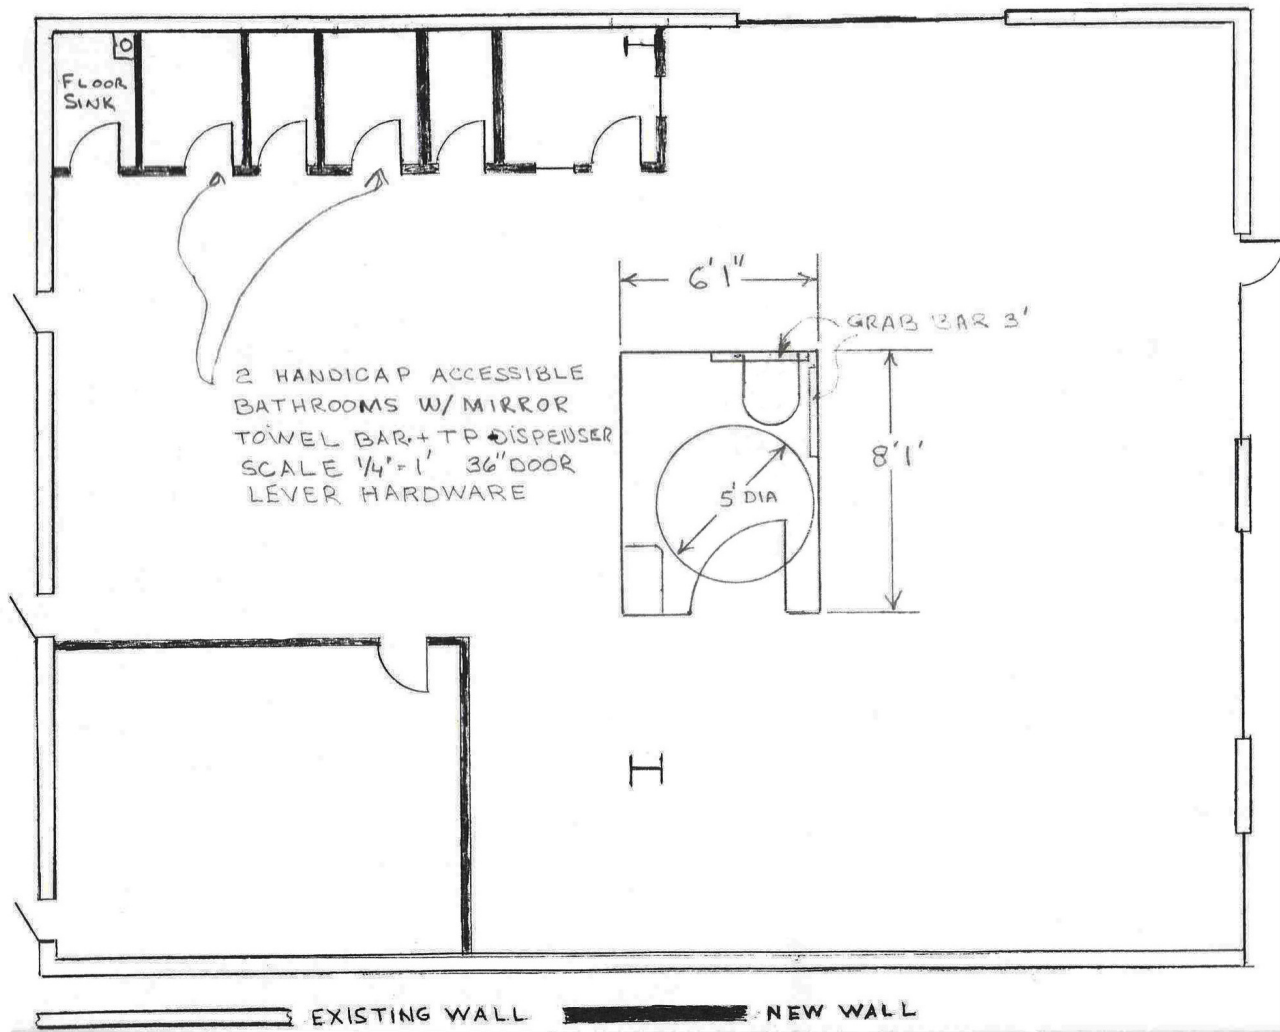 FLOOR
SINK
6'1"
GRAB BAR 3'
2 HANDICAP ACCESSIBLE
BATHROOMS W/ MIRROR
TOWEL BAR + TP DISPENSER
SCALE 1/4" = 1' 36" DOOR
LEVER HARDWARE
8'1'
5' DIA
EXISTING WALL
NEW WALL